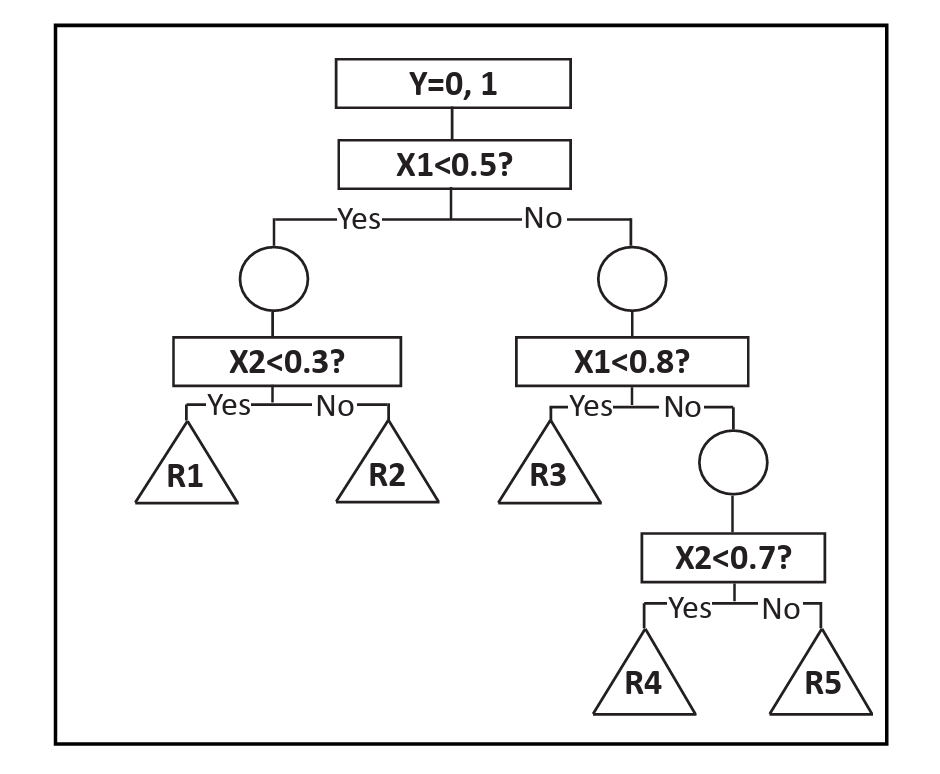 Y=0, 1
X1<0.5?
Yes No
X2<0.3? X1<0.8?
Yes No Yes No
R1 R2 R3
X2<0.7?
Yes No
R4 R5